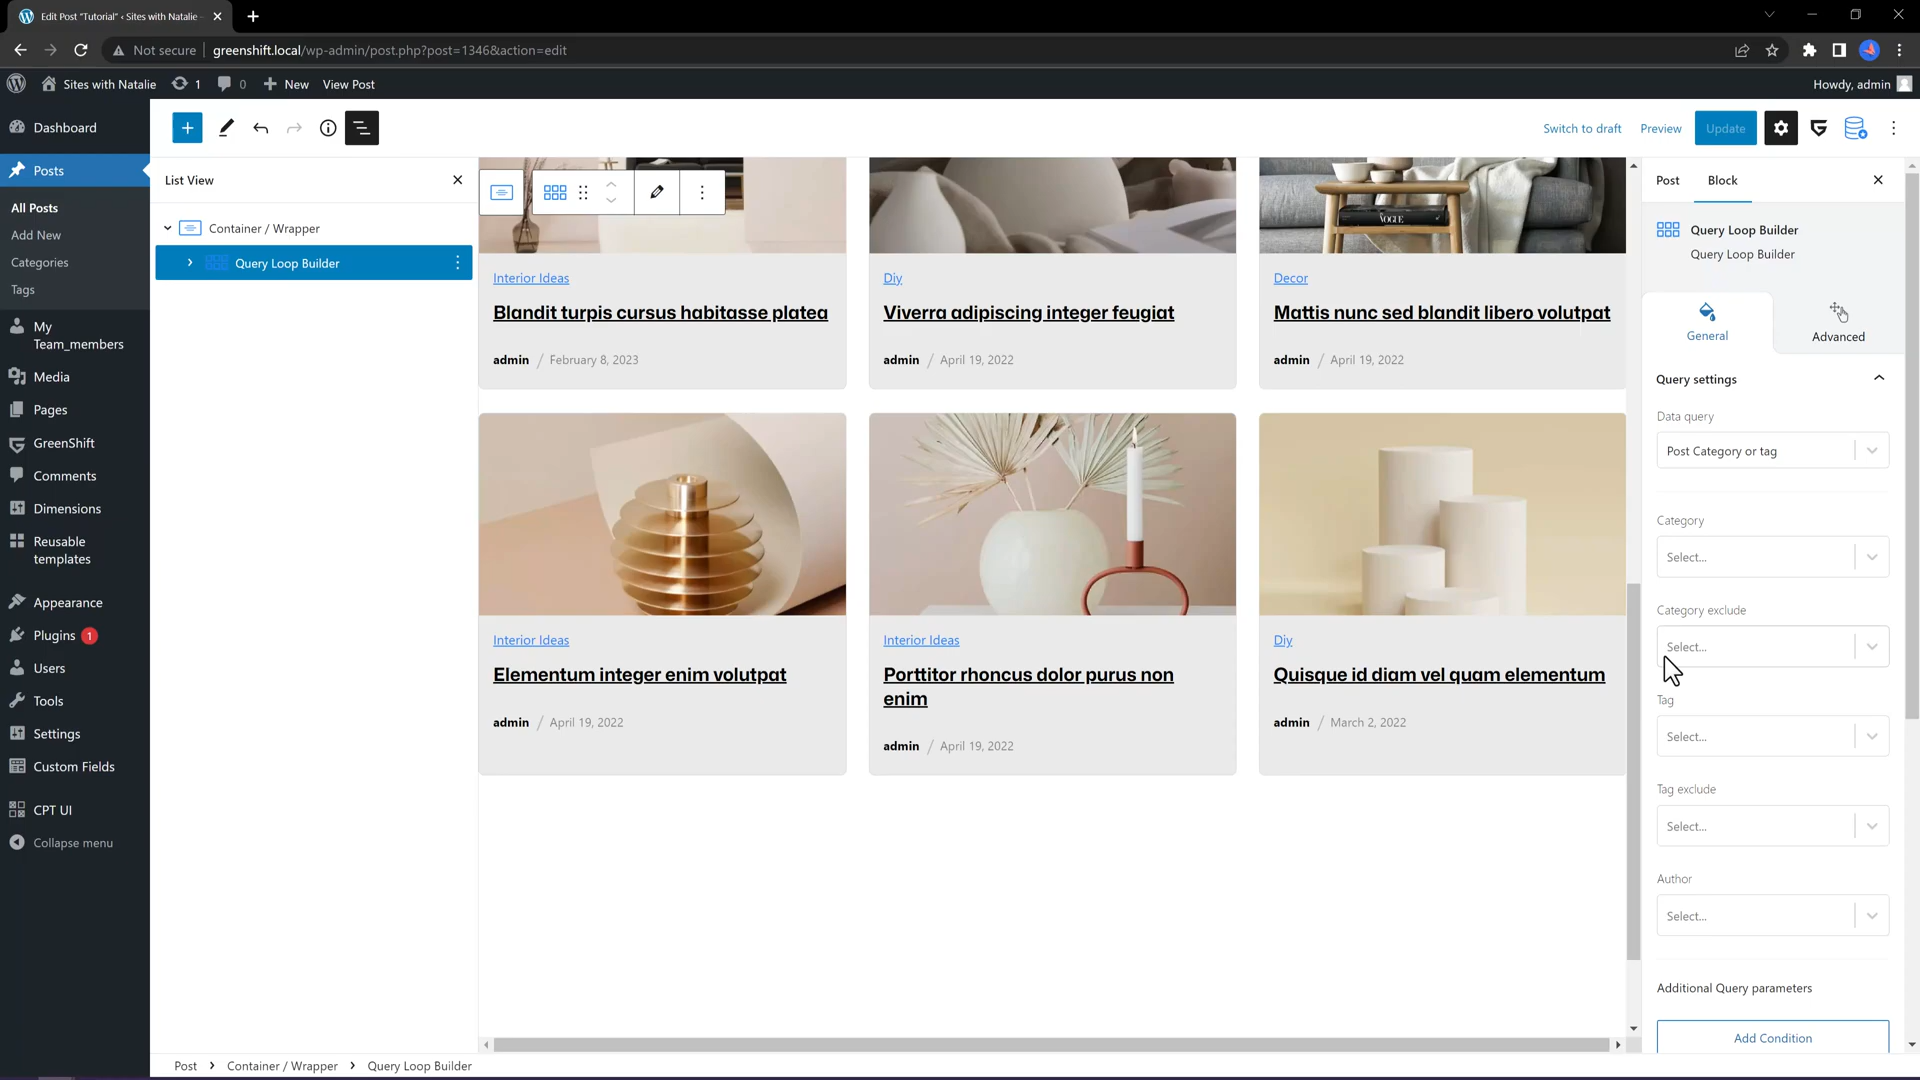 Edit Post "Tutorial" ‹ Sites with Natalie
Not secure
greenshift.local/wp-admin/post.php?post=1346&action=edit
Sites with Natalie
1
0
New
View Post
Howdy, admin
Dashboard
Posts
All Posts
Add New
Categories
Tags
My
Team_members
Media
Pages
GreenShift
Comments
Dimensions
Reusable
templates
Appearance
Plugins 1
Users
Tools
Settings
Custom Fields
CPT UI
Collapse menu
Switch to draft
Preview
Update
List View
Container / Wrapper
Query Loop Builder
VOGUE
Interior Ideas
Blandit turpis cursus habitasse platea
admin / February 8, 2023
Diy
Viverra adipiscing integer feugiat
admin / April 19, 2022
Decor
Mattis nunc sed blandit libero volutpat
admin / April 19, 2022
Interior Ideas
Elementum integer enim volutpat
admin / April 19, 2022
Interior Ideas
Porttitor rhoncus dolor purus non
enim
admin / April 19, 2022
Diy
Quisque id diam vel quam elementum
admin / March 2, 2022
Post
Block
Query Loop Builder
Query Loop Builder
General
Advanced
Query settings
Data query
Post Category or tag
Category
Select...
Category exclude
Select...
Tag
Select...
Tag exclude
Select...
Author
Select...
Additional Query parameters
Add Condition
Post > Container / Wrapper > Query Loop Builder